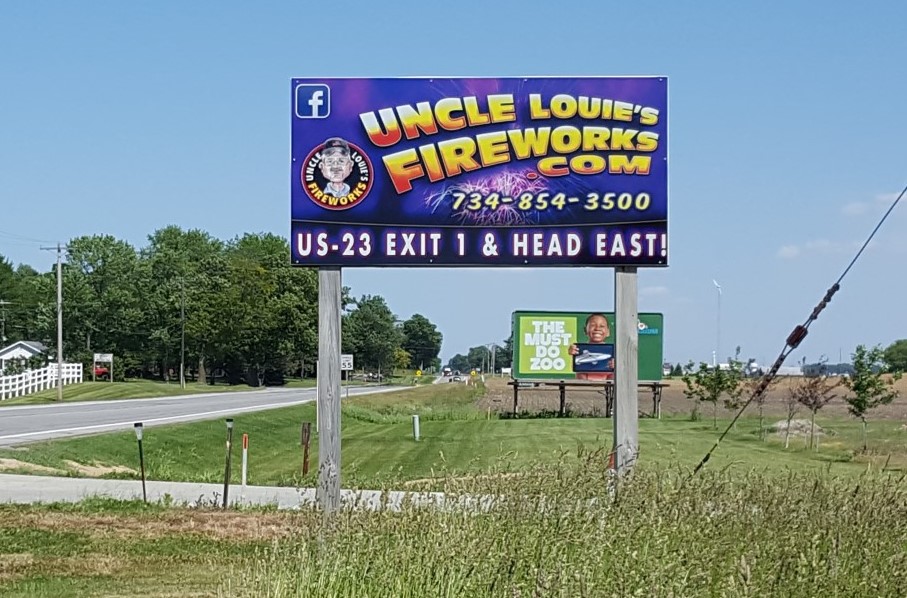 f
UNCLE LOUIE'S
FIREWORKS
.COM
UNCLE LOUIE'S
FIREWORKS
734-854-3500
US-23 EXIT 1 & HEAD EAST!
THE
MUST
DO
ZOO
55